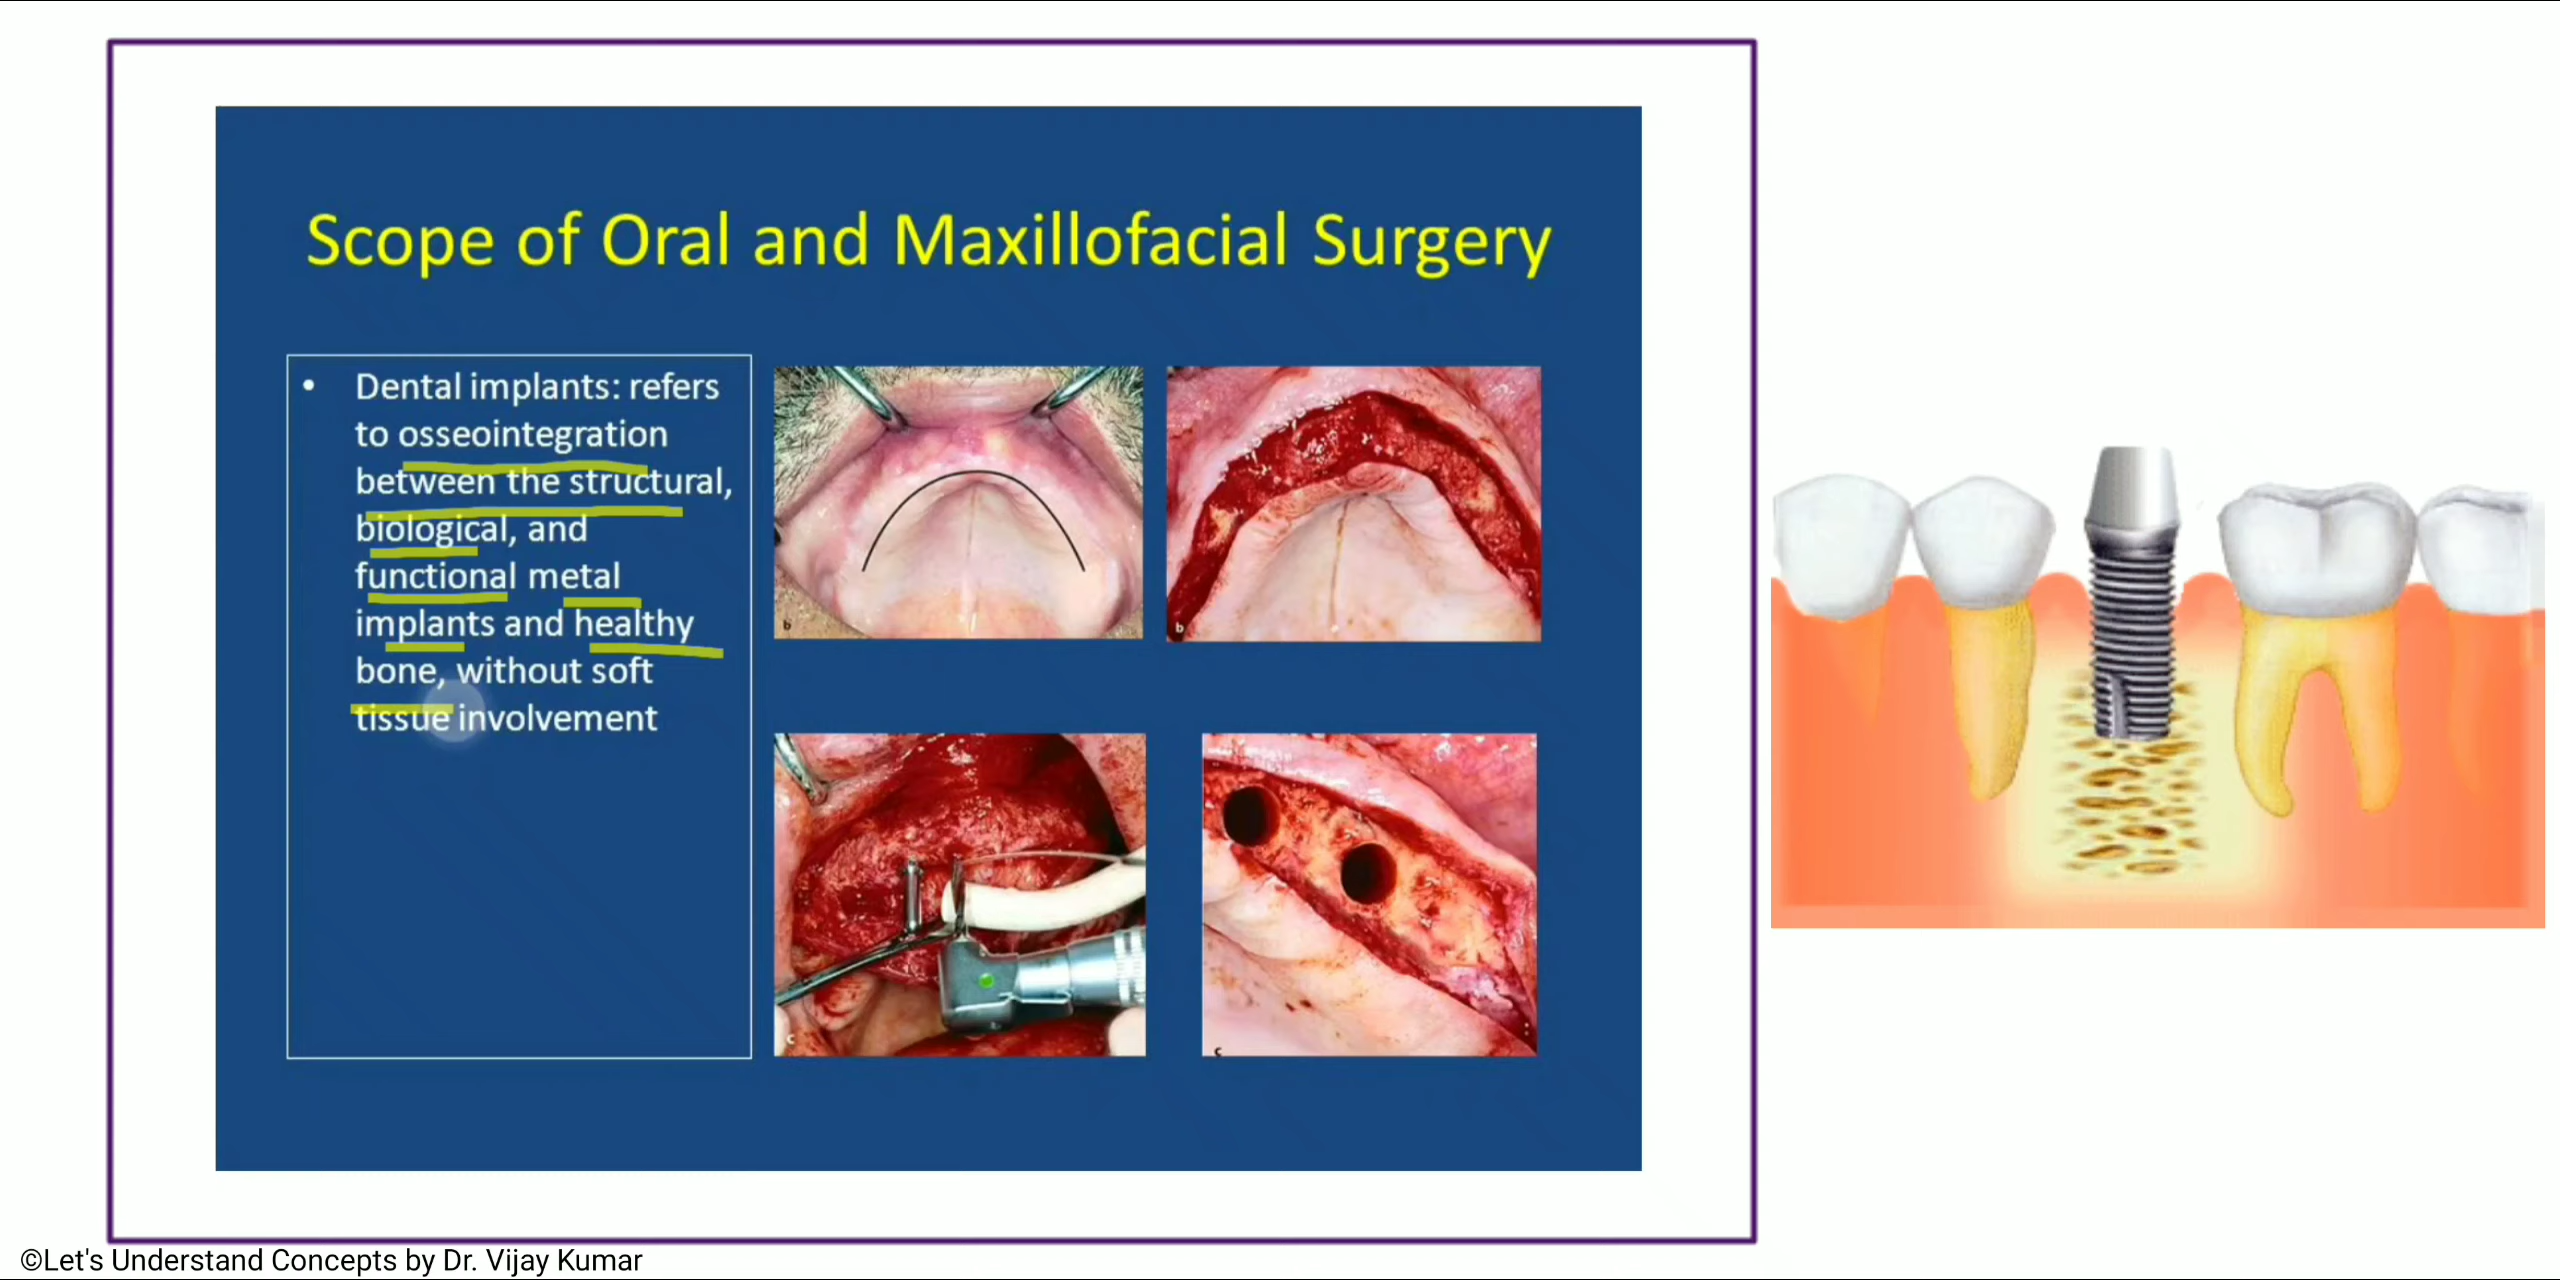 Scope of Oral and Maxillofacial Surgery
• Dental implants: refers
to osseointegration
between the structural,
biological, and
functional metal
implants and healthy
bone, without soft
tissue involvement
b
b
c
c
©Let's Understand Concepts by Dr. Vijay Kumar